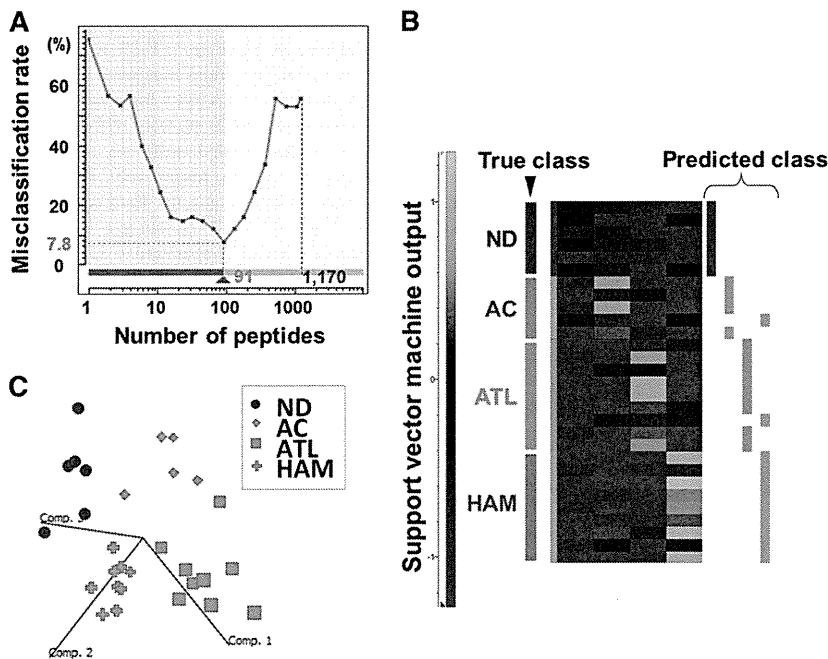 A
Misclassification rate
(%)
60
40
20
7.8
0
91
1,170
1
10
100
1000
Number of peptides
B
True class
Predicted class
Support vector machine output
1
0
-1
ND
AC
ATL
HAM
C
ND
AC
ATL
HAM
Comp. 3
Comp. 2
Comp. 1